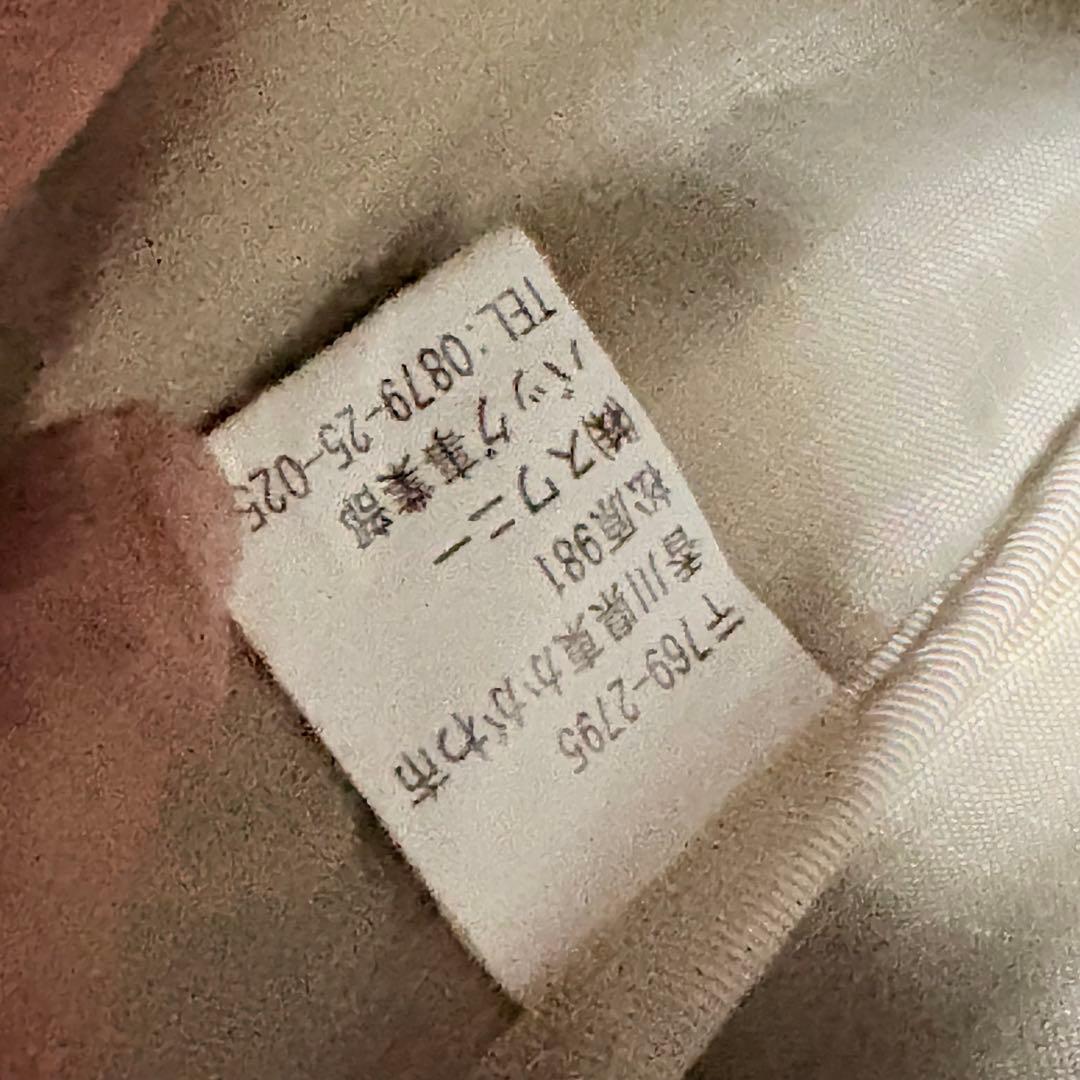 〒769-2795
香川県東かがわ市
松原981
㈱スワニー
バッグ事業部
TEL:0879-25-025